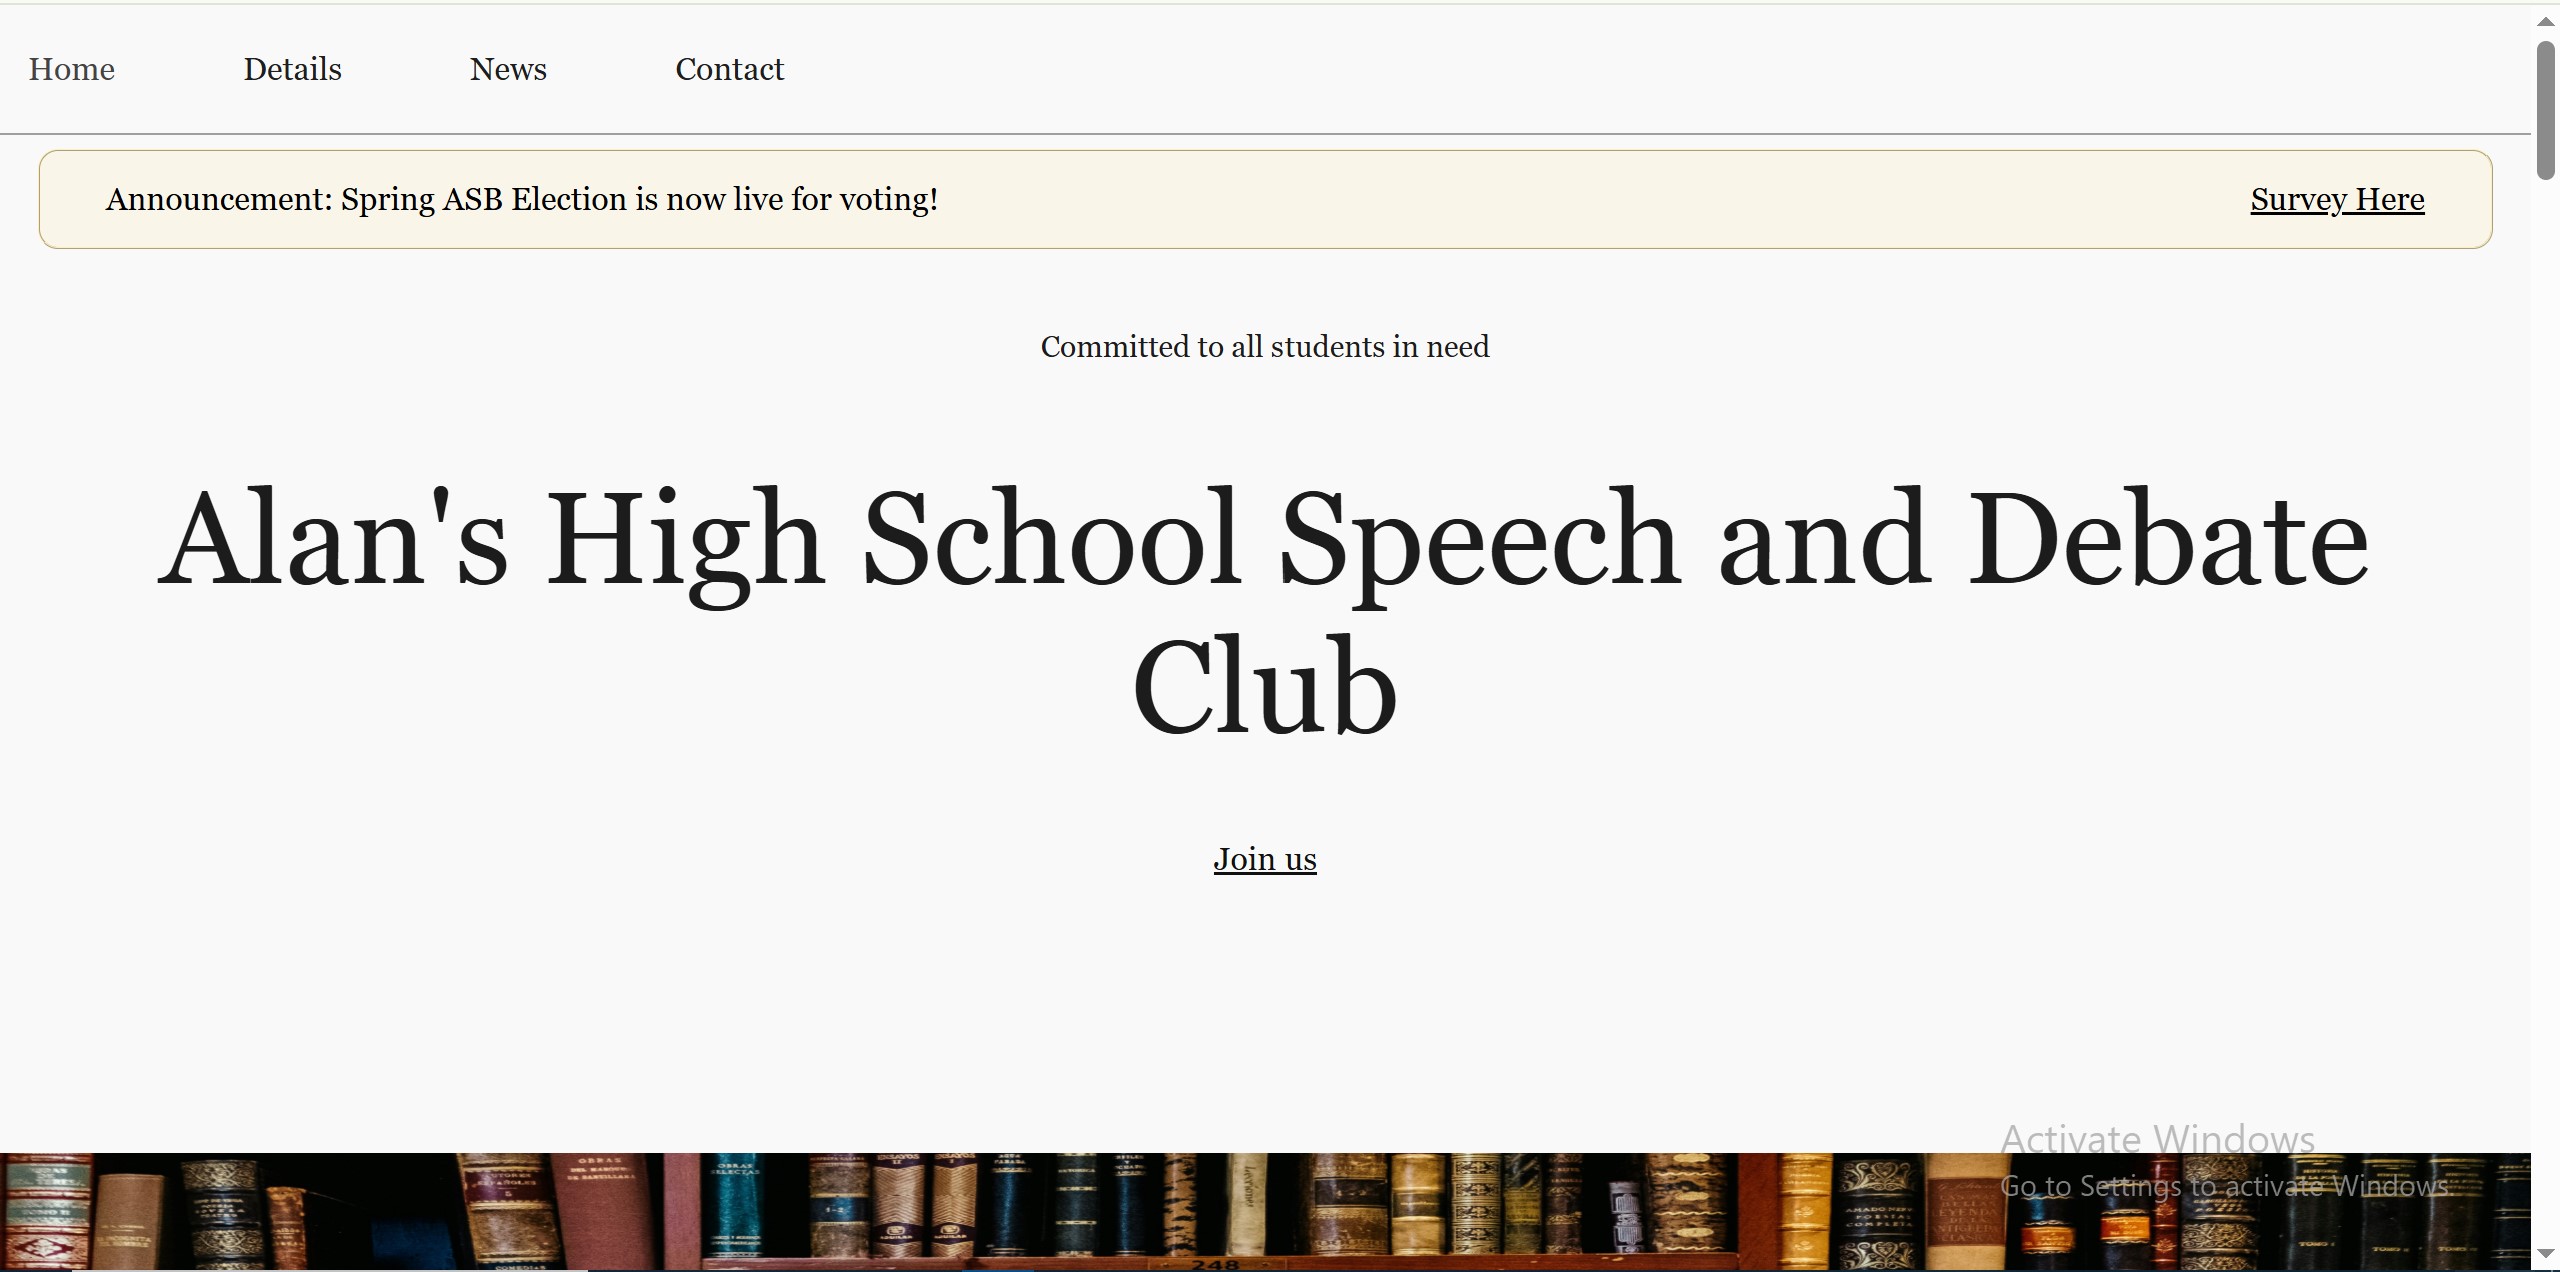 Home Details News Contact
Announcement: Spring ASB Election is now live for voting! Survey Here
Committed to all students in need
Alan's High School Speech and Debate
Club
Join us
Activate Windows
Go to Settings to activate Windows.
248